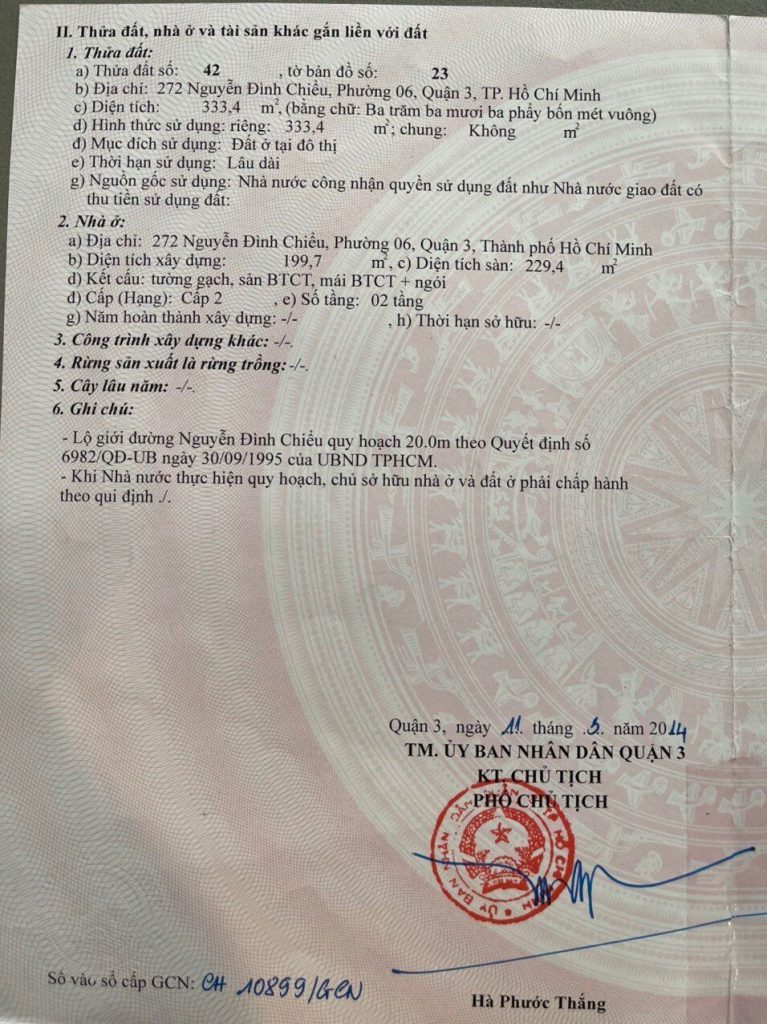 II. Thửa đất, nhà ở và tài sản khác gắn liền với đất
1. Thửa đất:
a) Thửa đất số: 42 , tờ bản đồ số: 23
b) Địa chỉ: 272 Nguyễn Đình Chiểu, Phường 06, Quận 3, TP. Hồ Chí Minh
c) Diện tích: 333,4 m², (bằng chữ: Ba trăm ba mươi ba phẩy bốn mét vuông)
d) Hình thức sử dụng: riêng: 333,4 m²; chung: Không m²
đ) Mục đích sử dụng: Đất ở tại đô thị
e) Thời hạn sử dụng: Lâu dài
g) Nguồn gốc sử dụng: Nhà nước công nhận quyền sử dụng đất như Nhà nước giao đất có
thu tiền sử dụng đất:
2. Nhà ở:
a) Địa chỉ: 272 Nguyễn Đình Chiểu, Phường 06, Quận 3, Thành phố Hồ Chí Minh
b) Diện tích xây dựng: 199,7 m², c) Diện tích sàn: 229,4 m²
d) Kết cấu: tường gạch, sàn BTCT, mái BTCT + ngói
đ) Cấp (Hạng): Cấp 2 , e) Số tầng: 02 tầng
g) Năm hoàn thành xây dựng: -/- , h) Thời hạn sở hữu: -/-
3. Công trình xây dựng khác: -/-.
4. Rừng sản xuất là rừng trồng: -/-.
5. Cây lâu năm: -/-.
6. Ghi chú:
- Lộ giới đường Nguyễn Đình Chiểu quy hoạch 20.0m theo Quyết định số
6982/QĐ-UB ngày 30/09/1995 của UBND TPHCM.
- Khi Nhà nước thực hiện quy hoạch, chủ sở hữu nhà ở và đất ở phải chấp hành
theo qui định ./.
Quận 3, ngày 11. tháng .3. năm 2014
TM. ỦY BAN NHÂN DÂN QUẬN 3
KT. CHỦ TỊCH
PHÓ CHỦ TỊCH
ỦY BAN NHÂN DÂN
TP HỒ CHÍ MINH
Số vào sổ cấp GCN: CH 10899/GCN
Hà Phước Thắng